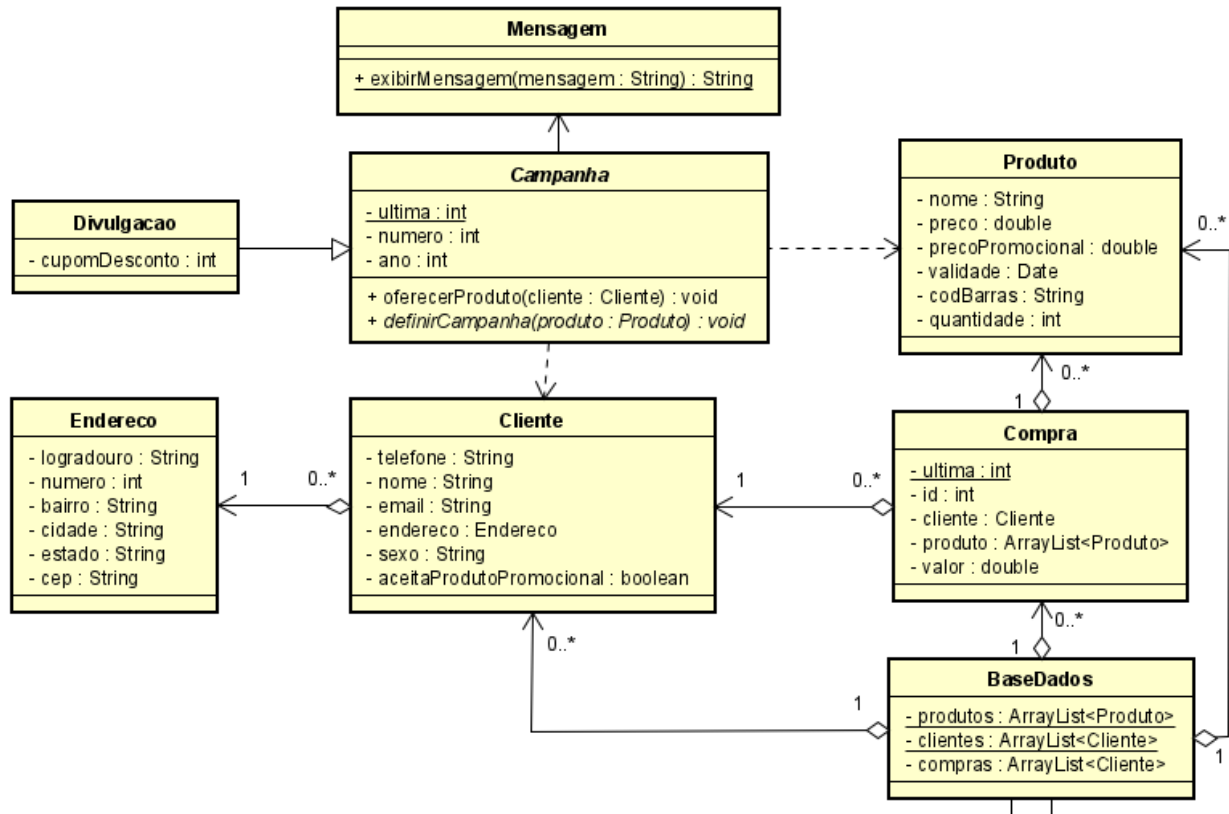 Mensagem
+ exibirMensagem(mensagem : String) : String
Campanha
- ultima : int
- numero : int
- ano : int
+ oferecerProduto(cliente : Cliente) : void
+ definirCampanha(produto : Produto) : void
Divulgacao
- cupomDesconto : int
Produto
- nome : String
- preco : double
- precoPromocional : double
- validade : Date
- codBarras : String
- quantidade : int
0..*
0..*
1
Endereco
- logradouro : String
- numero : int
- bairro : String
- cidade : String
- estado : String
- cep : String
1
0..*
Cliente
- telefone : String
- nome : String
- email : String
- endereco : Endereco
- sexo : String
- aceitaProdutoPromocional : boolean
1
0..*
Compra
- ultima : int
- id : int
- cliente : Cliente
- produto : ArrayList<Produto>
- valor : double
0..*
1
0..*
1
BaseDados
- produtos : ArrayList<Produto>
- clientes : ArrayList<Cliente>
- compras : ArrayList<Cliente>
1